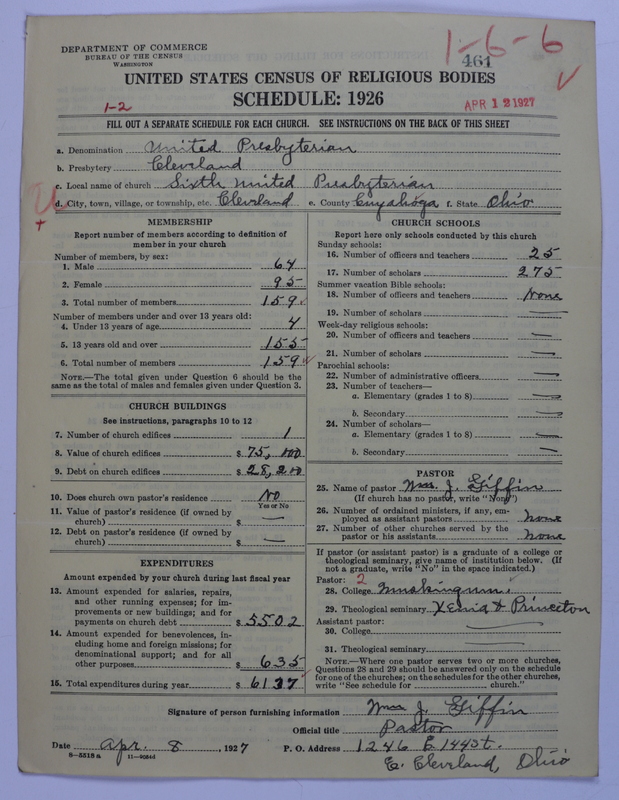 DEPARTMENT OF COMMERCE
BUREAU OF THE CENSUS
WASHINGTON
1-6-6
461
UNITED STATES CENSUS OF RELIGIOUS BODIES
1-2
SCHEDULE: 1926
APR 12 1927
FILL OUT A SEPARATE SCHEDULE FOR EACH CHURCH. SEE INSTRUCTIONS ON THE BACK OF THIS SHEET
a. Denomination United Presbyterian
b. Presbytery Cleveland
c. Local name of church Sixth United Presbyterian
d. City, town, village, or township, etc. Cleveland e. County Cuyahoga f. State Ohio
MEMBERSHIP
Report number of members according to definition of
member in your church
Number of members, by sex:
1. Male 64
2. Female 95
3. Total number of members 159
Number of members under and over 13 years old:
4. Under 13 years of age 4
5. 13 years old and over 155
6. Total number of members 159
NOTE.—The total given under Question 6 should be the
same as the total of males and females given under Question 3.
CHURCH BUILDINGS
See instructions, paragraphs 10 to 12
7. Number of church edifices 1
8. Value of church edifices $ 75,000
9. Debt on church edifices $ 28,200
10. Does church own pastor's residence No
Yes or No
11. Value of pastor's residence (if owned by
church) $ —
12. Debt on pastor's residence (if owned by
church) $ —
EXPENDITURES
Amount expended by your church during last fiscal year
13. Amount expended for salaries, repairs,
and other running expenses; for im-
provements or new buildings; and for
payments on church debt $ 5502
14. Amount expended for benevolences, in-
cluding home and foreign missions; for
denominational support; and for all
other purposes $ 635
15. Total expenditures during year $ 6137
CHURCH SCHOOLS
Report here only schools conducted by this church
Sunday schools:
16. Number of officers and teachers 25
17. Number of scholars 275
Summer vacation Bible schools:
18. Number of officers and teachers None
19. Number of scholars —
Week-day religious schools:
20. Number of officers and teachers —
21. Number of scholars —
Parochial schools:
22. Number of administrative officers —
23. Number of teachers—
a. Elementary (grades 1 to 8) —
b. Secondary —
24. Number of scholars—
a. Elementary (grades 1 to 8) —
b. Secondary —
PASTOR
25. Name of pastor Wm. J. Giffin
(If church has no pastor, write "None")
26. Number of ordained ministers, if any, em-
ployed as assistant pastors none
27. Number of other churches served by the
pastor or his assistants none
If pastor (or assistant pastor) is a graduate of a college or
theological seminary, give name of institution below. (If
not a graduate, write "No" in the space indicated.)
Pastor: 2
28. College Muskingum
29. Theological seminary Xenia & Princeton
Assistant pastor:
30. College —
31. Theological seminary —
NOTE.—Where one pastor serves two or more churches,
Questions 28 and 29 should be answered only on the schedule
for one of the churches; on the schedules for the other churches,
write "See schedule for church."
Signature of person furnishing information Wm J. Giffin
Official title Pastor
Date Apr. 8, 1927 P. O. Address 1246 E 144 St.
8—5518 a
E. Cleveland, Ohio